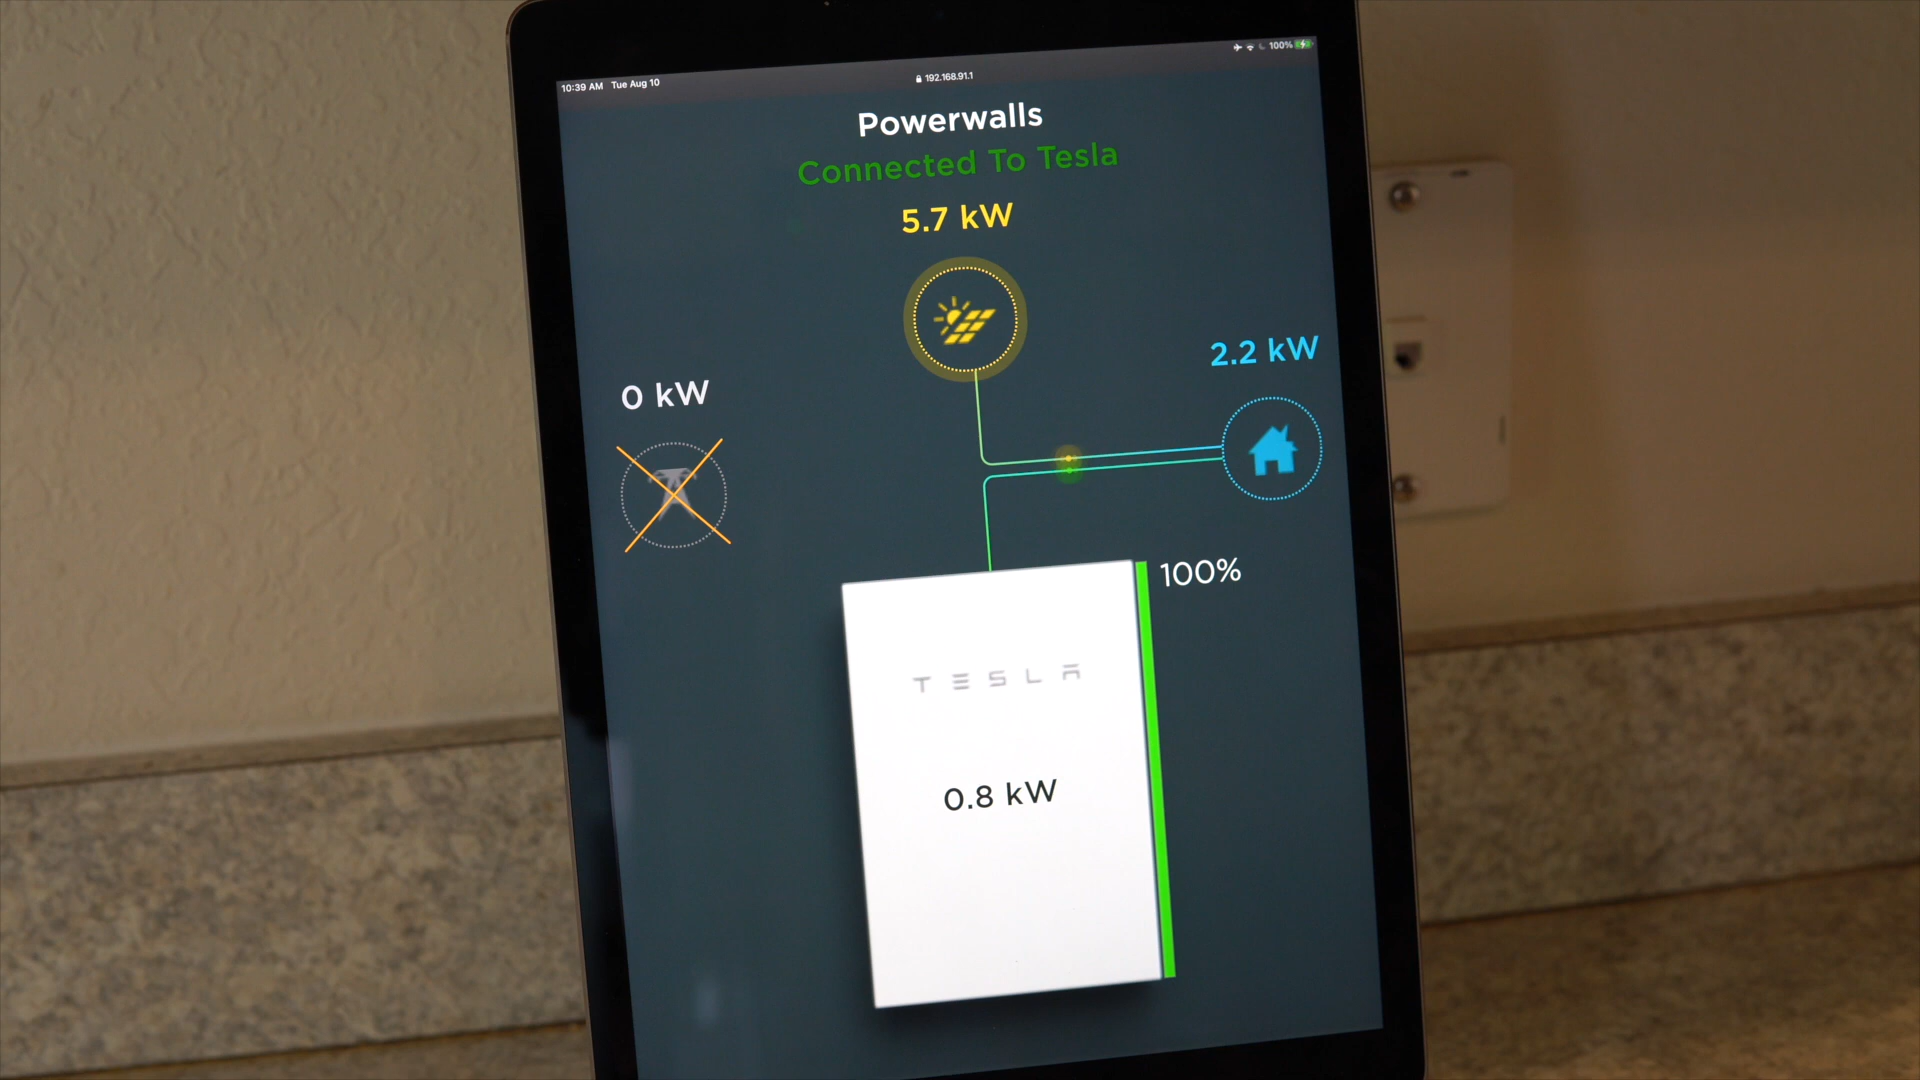 10:39 AM Tue Aug 10
192.168.91.1
100%
Powerwalls
Connected To Tesla
5.7 kW
2.2 kW
0 kW
100%
TESLA
0.8 kW